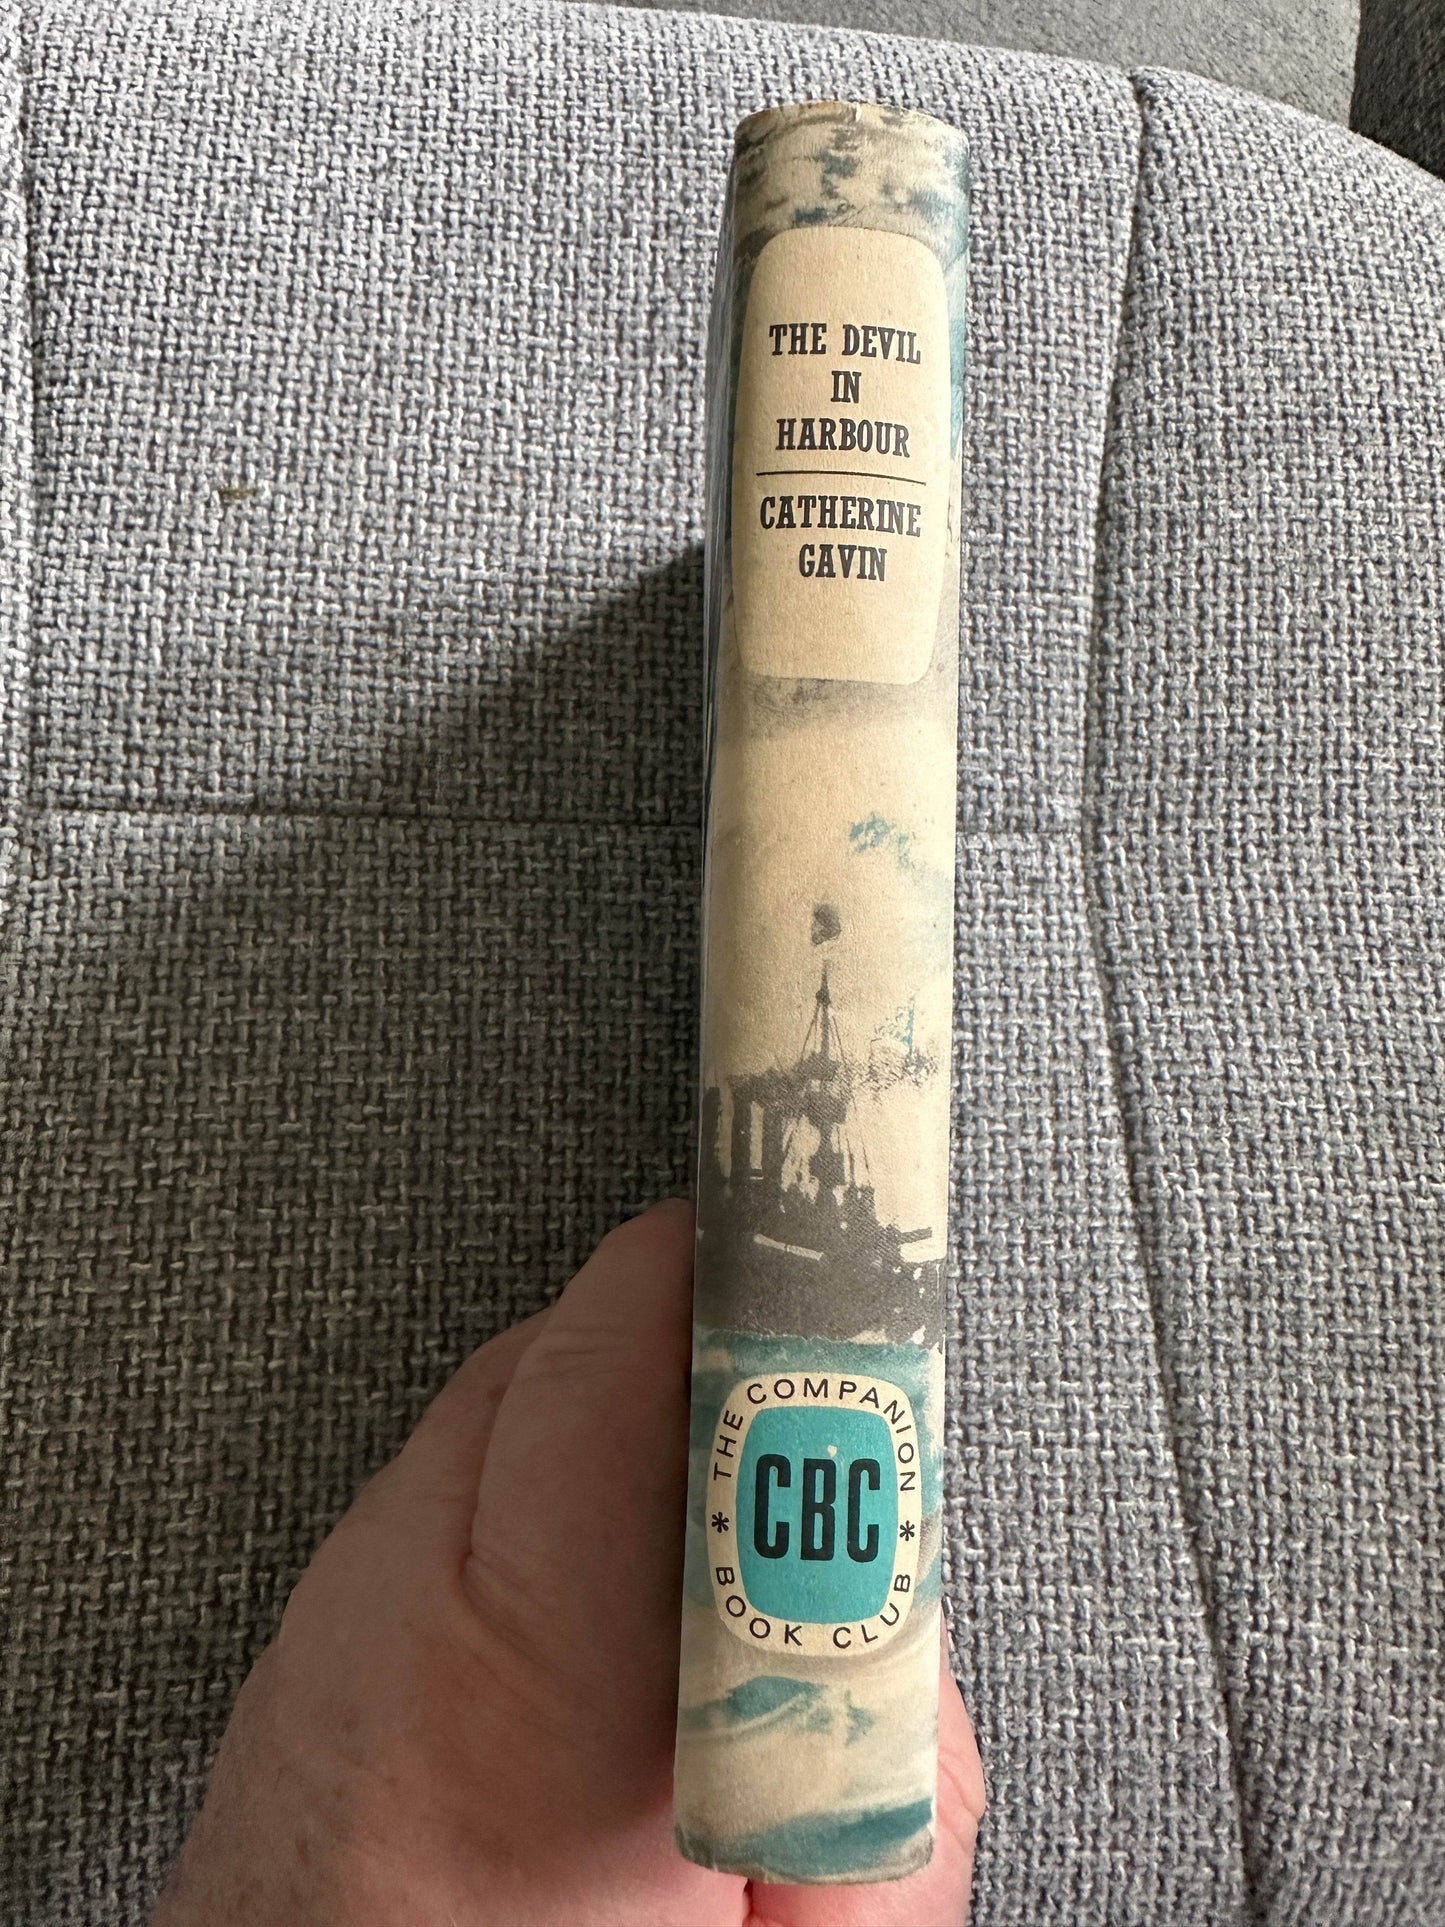 THE DEVIL
IN
HARBOUR
CATHERINE
GAVIN
THE COMPANION
CBC
* BOOK CLUB *